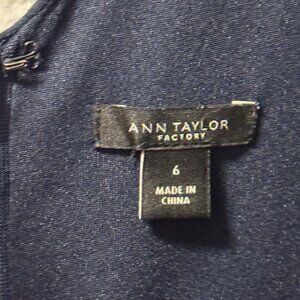 ANN TAYLOR
FACTORY
6
MADE IN
CHINA